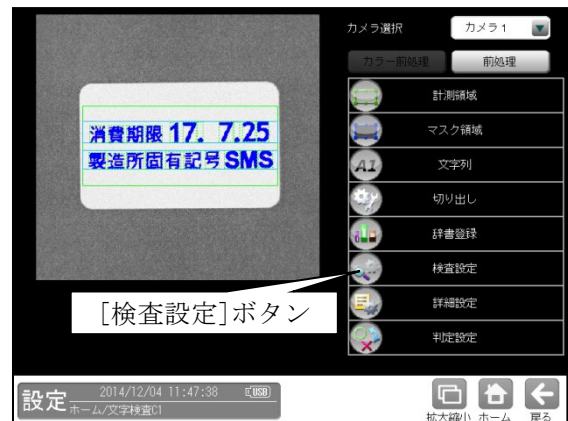 カメラ選択
カメラ1
カラー前処理
前処理
計測領域
マスク領域
AI
文字列
切り出し
辞書登録
検査設定
詳細設定
判定設定
消費期限 17. 7.25
製造所固有記号 SMS
[検査設定]ボタン
設定
2014/12/04 11:47:38
USB
ホーム/文字検査C1
拡大縮小
ホーム
戻る